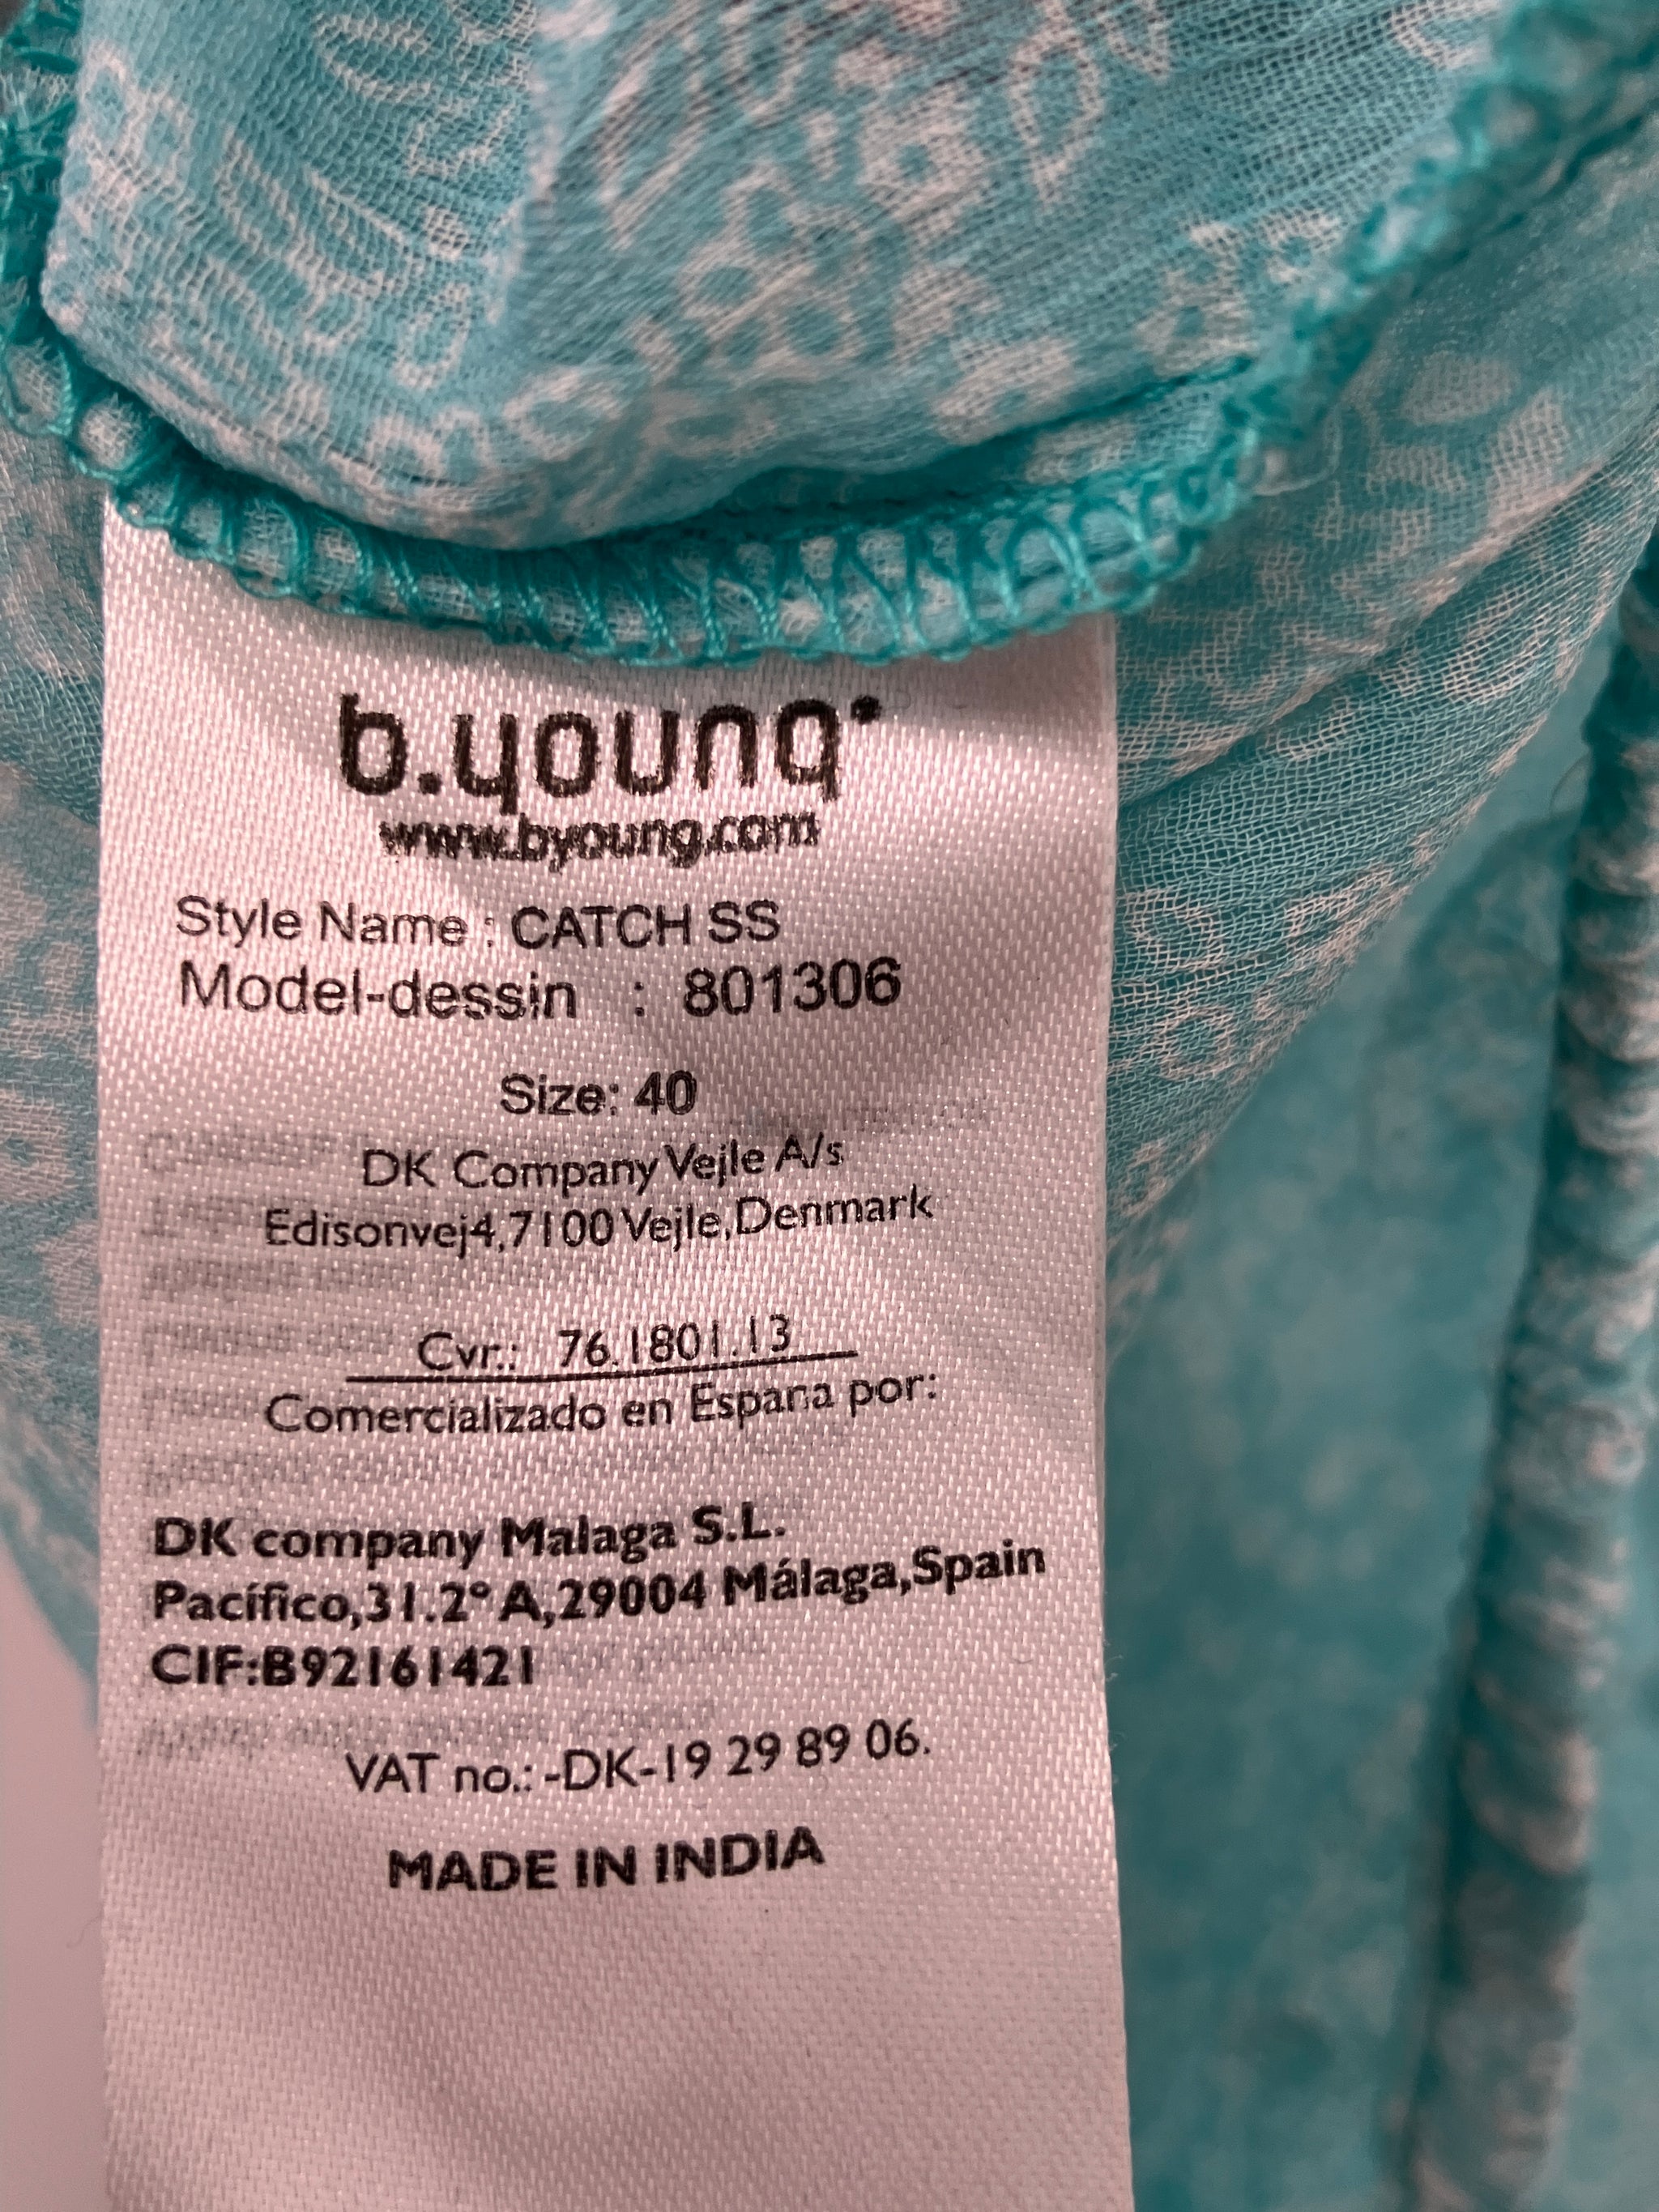 b.young
www.byoung.com
Style Name : CATCH SS
Model-dessin : 801306
Size: 40
DK Company Vejle A/s
Edisonvej4,7100 Vejle,Denmark
Cvr.: 76.1801.13
Comercializado en Espana por:
DK company Malaga S.L.
Pacífico,31.2° A,29004 Málaga,Spain
CIF:B92161421
VAT no.:-DK-19 29 89 06.
MADE IN INDIA